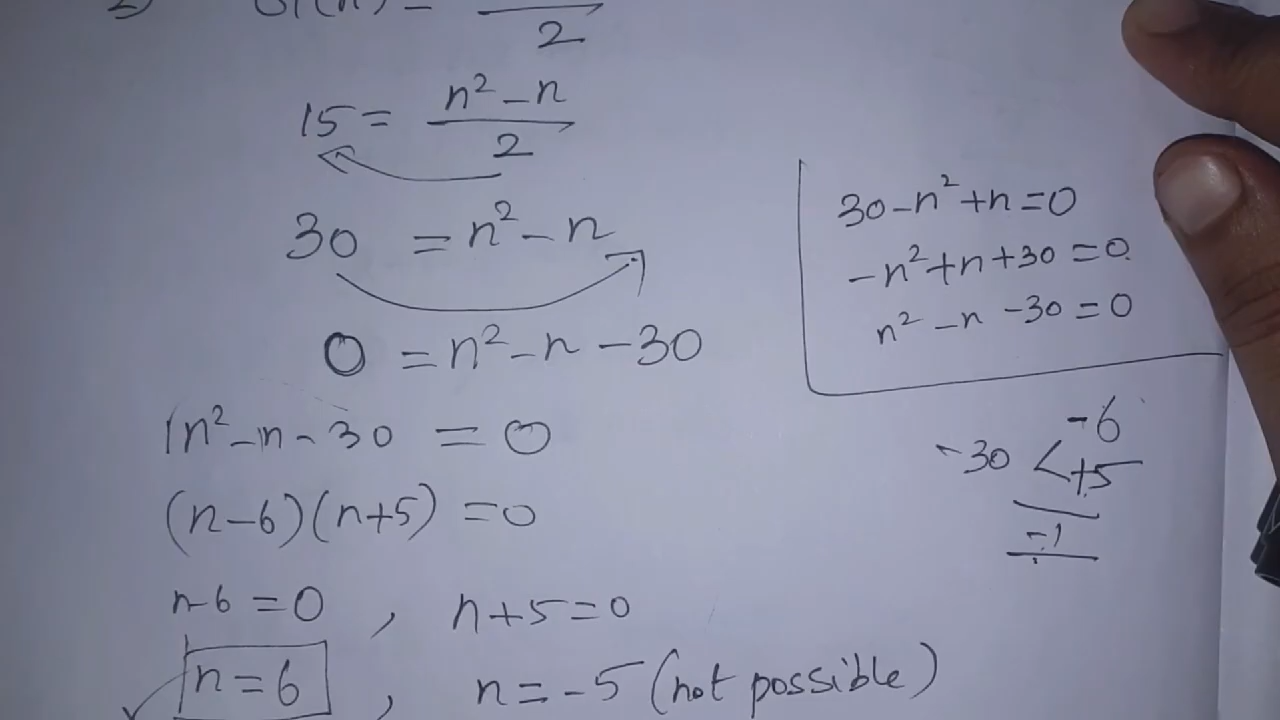 2
15 = n² - n / 2
30 = n² - n
0 = n² - n - 30
1n² - n - 30 = 0
(n-6)(n+5) = 0
n-6 = 0 , n+5 = 0
n = 6 , n = -5 (not possible)
30 - n² + n = 0
-n² + n + 30 = 0
n² - n - 30 = 0
-30 < -6
+5
-1